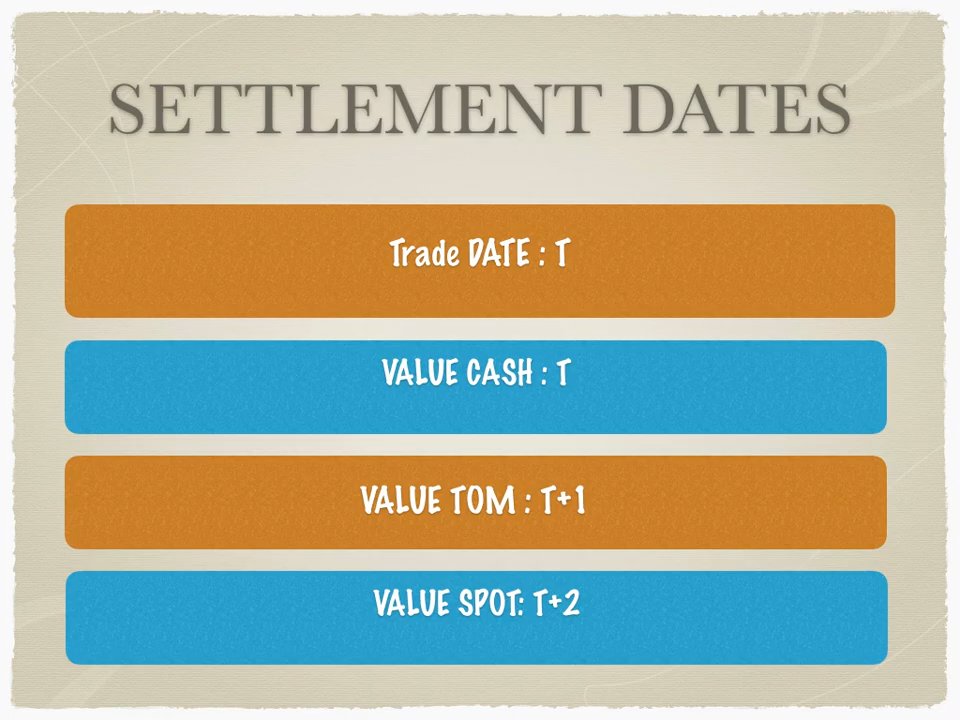 SETTLEMENT DATES
Trade DATE : T
VALUE CASH : T
VALUE TOM : T+1
VALUE SPOT: T+2